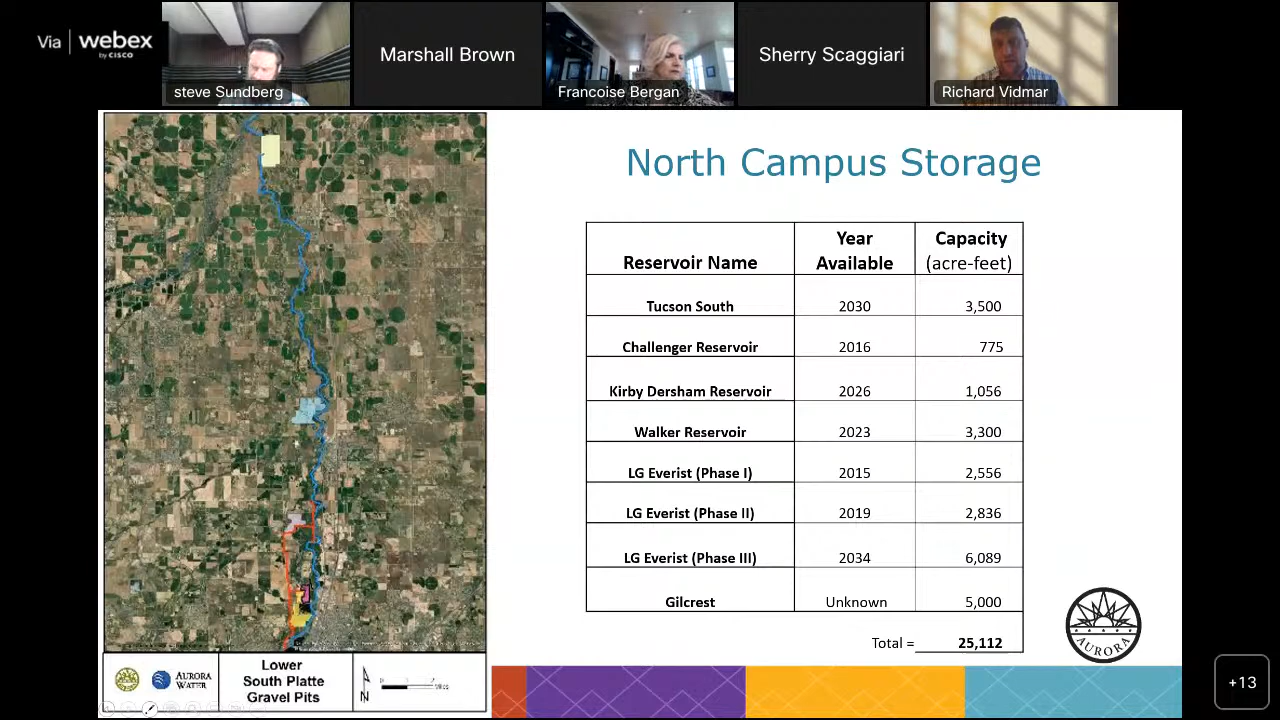 Via webex
by CISCO
steve Sundberg
Marshall Brown
Francoise Bergan
Sherry Scaggiari
Richard Vidmar
North Campus Storage
Reservoir Name
Year Available
Capacity (acre-feet)
Tucson South 2030 3,500
Challenger Reservoir 2016 775
Kirby Dersham Reservoir 2026 1,056
Walker Reservoir 2023 3,300
LG Everist (Phase I) 2015 2,556
LG Everist (Phase II) 2019 2,836
LG Everist (Phase III) 2034 6,089
Gilcrest Unknown 5,000
Total = 25,112
AURORA
AURORA
WATER
Lower
South Platte
Gravel Pits
N
Miles
+13